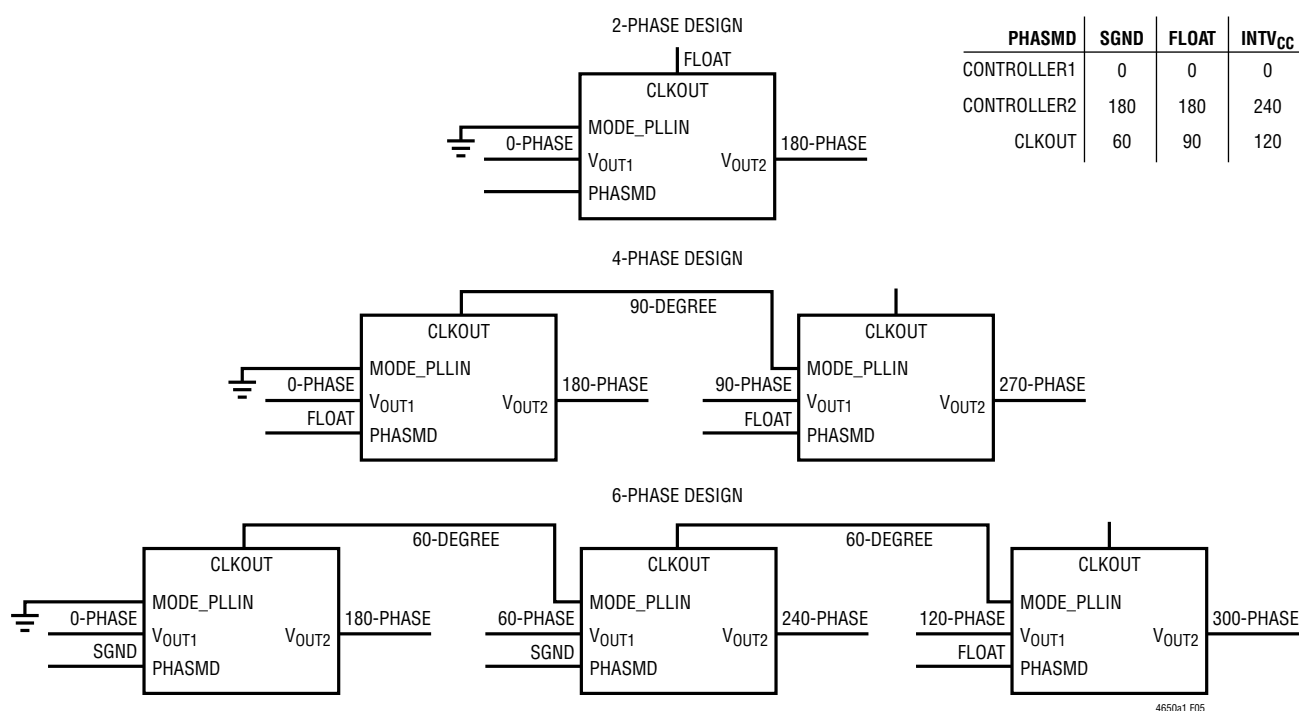 2-PHASE DESIGN
FLOAT
CLKOUT
MODE_PLLIN
0-PHASE
VOUT1
VOUT2
180-PHASE
PHASMD
PHASMD SGND FLOAT INTVCC
CONTROLLER1 0 0 0
CONTROLLER2 180 180 240
CLKOUT 60 90 120
4-PHASE DESIGN
90-DEGREE
CLKOUT
MODE_PLLIN
0-PHASE
VOUT1
VOUT2
180-PHASE
FLOAT
PHASMD
CLKOUT
MODE_PLLIN
90-PHASE
VOUT1
VOUT2
270-PHASE
FLOAT
PHASMD
6-PHASE DESIGN
60-DEGREE
60-DEGREE
CLKOUT
MODE_PLLIN
0-PHASE
VOUT1
VOUT2
180-PHASE
SGND
PHASMD
CLKOUT
MODE_PLLIN
60-PHASE
VOUT1
VOUT2
240-PHASE
SGND
PHASMD
CLKOUT
MODE_PLLIN
120-PHASE
VOUT1
VOUT2
300-PHASE
FLOAT
PHASMD
4650a1 F05